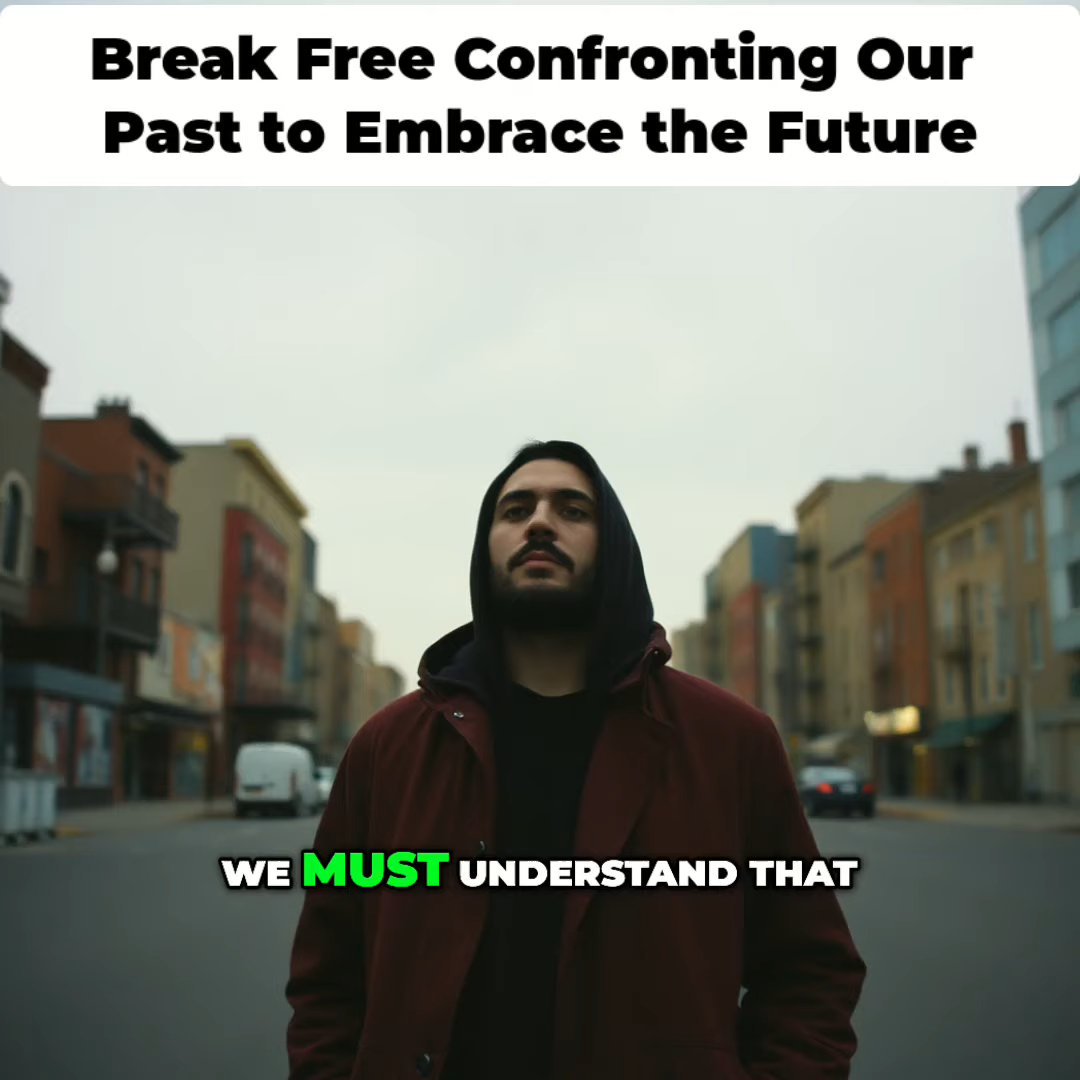 Break Free Confronting Our
Past to Embrace the Future
WE MUST UNDERSTAND THAT